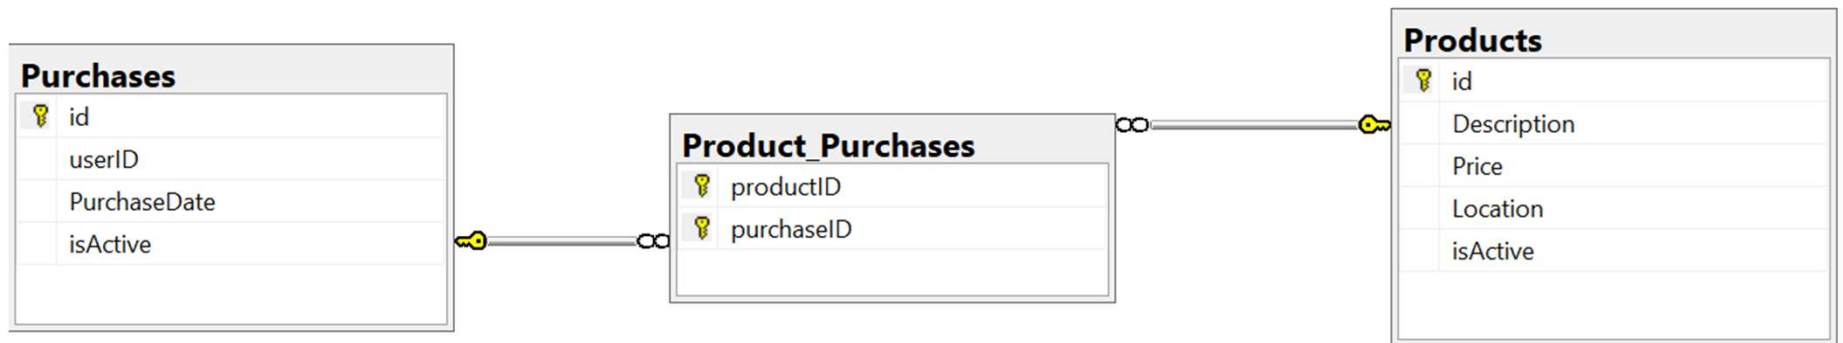 Purchases
id
userID
PurchaseDate
isActive
Product_Purchases
productID
purchaseID
Products
id
Description
Price
Location
isActive